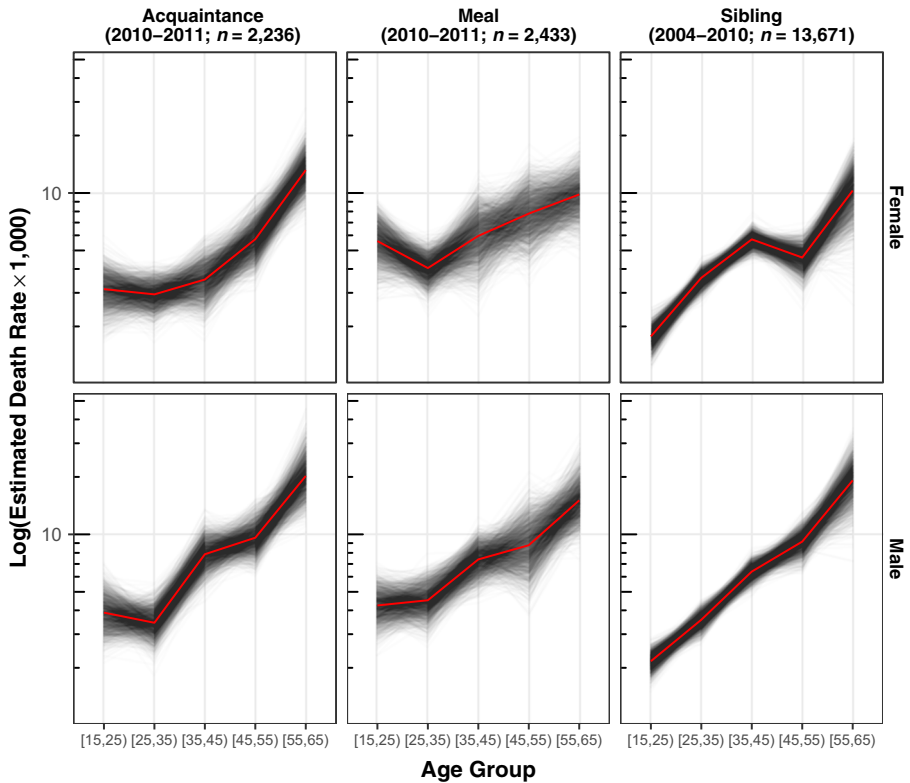 Acquaintance
(2010–2011; n = 2,236)
Meal
(2010–2011; n = 2,433)
Sibling
(2004–2010; n = 13,671)
Log(Estimated Death Rate × 1,000)
10
Female
10
Male
[15,25) [25,35) [35,45) [45,55) [55,65)
[15,25) [25,35) [35,45) [45,55) [55,65)
[15,25) [25,35) [35,45) [45,55) [55,65)
Age Group